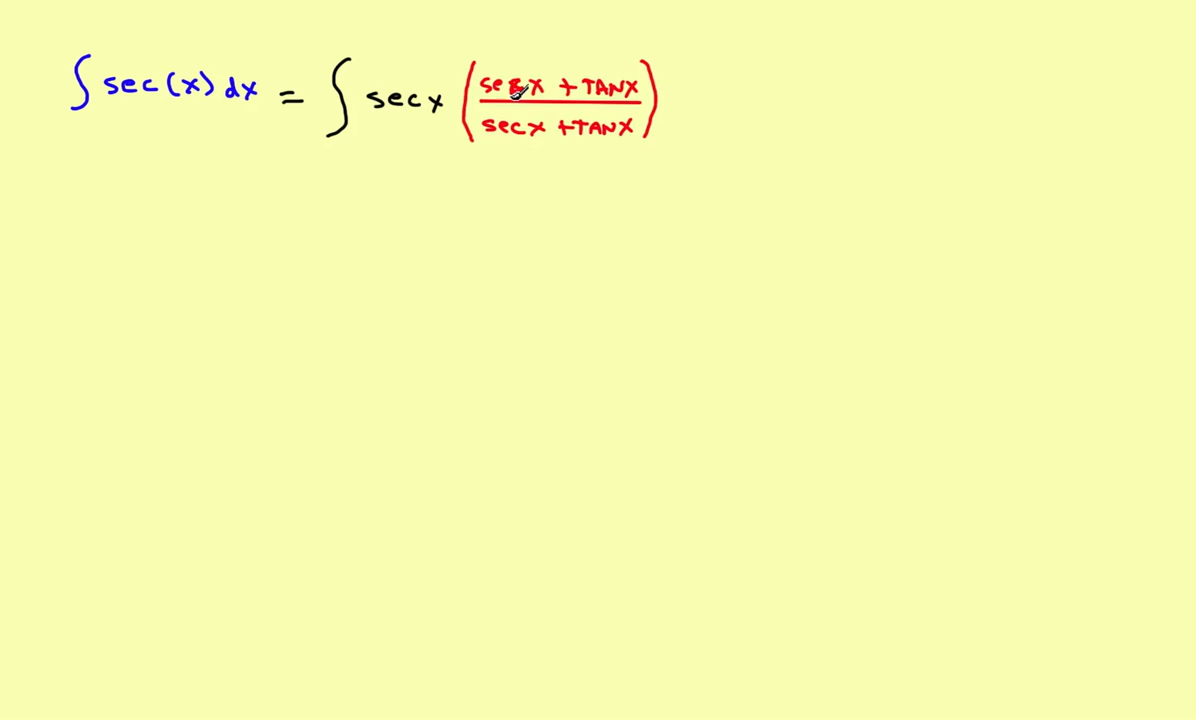 ∫ sec(x) dx = ∫ secx (secx + TANX / secx + TANX)